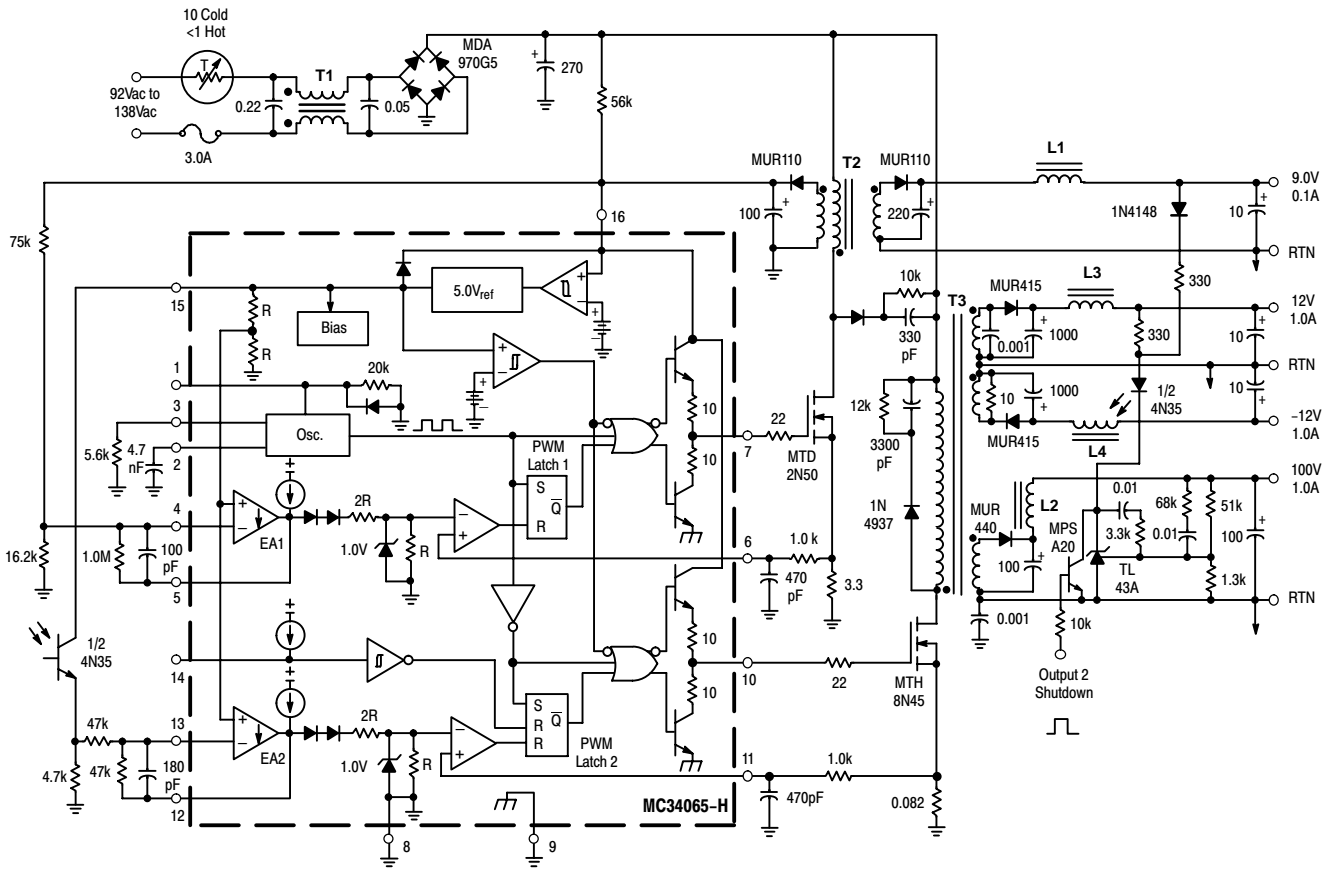 10 Cold
<1 Hot
T
92Vac to
138Vac
3.0A
0.22
T1
0.05
MDA
970G5
+
270
56k
MUR110
T2
MUR110
L1
9.0V
0.1A
100
+
220
+
1N4148
10
+
RTN
330
16
75k
15
R
R
Bias
5.0Vref
+
–
+
–
+
–
1
20k
3
5.6k
4.7
nF
2
Osc.
10
10
7
22
MTD
2N50
10k
330
pF
T3
MUR415
L3
12V
1.0A
0.001
+
1000
330
10
+
RTN
10
+
1000
10
+
1/2
4N35
MUR415
L4
–12V
1.0A
12k
3300
pF
1N
4937
PWM
Latch 1
S
Q
R
4
+
–
EA1
+
2R
1.0V
R
–
+
16.2k
1.0M
100
pF
5
6
1.0 k
470
pF
3.3
100V
1.0A
MUR
440
L2
MPS
A20
0.01
3.3k
68k
0.01
51k
100
+
100
+
TL
43A
1.3k
RTN
0.001
10k
Output 2
Shutdown
1/2
4N35
14
+
+
10
10
10
22
MTH
8N45
S
R
R
Q
PWM
Latch 2
47k
13
+
–
EA2
2R
1.0V
R
–
+
4.7k
47k
180
pF
12
11
1.0k
470pF
0.082
MC34065–H
8
9